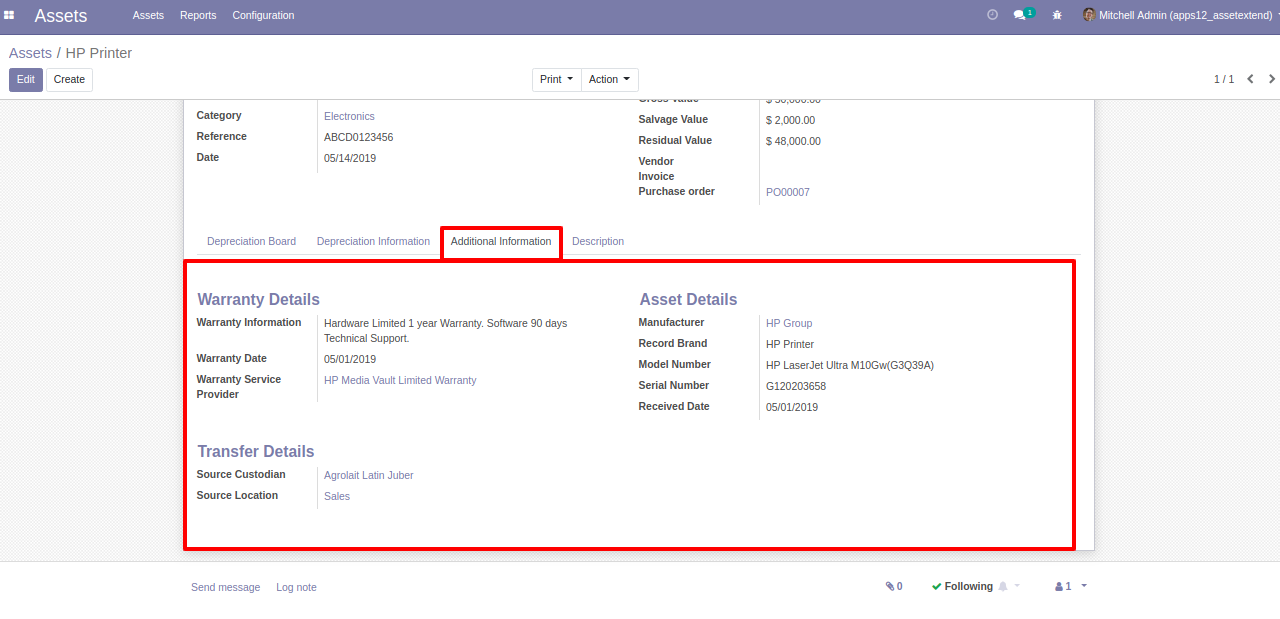 Assets
Assets Reports Configuration
1 Mitchell Admin (apps12_assetextend)
Assets / HP Printer
Edit Create
Print Action
1 / 1
Gross Value $ 50,000.00
Category Electronics
Salvage Value $ 2,000.00
Reference ABCD0123456
Residual Value $ 48,000.00
Date 05/14/2019
Vendor
Invoice
Purchase order PO00007
Depreciation Board Depreciation Information Additional Information Description
Warranty Details
Warranty Information Hardware Limited 1 year Warranty. Software 90 days
Technical Support.
Warranty Date 05/01/2019
Warranty Service HP Media Vault Limited Warranty
Provider
Asset Details
Manufacturer HP Group
Record Brand HP Printer
Model Number HP LaserJet Ultra M10Gw(G3Q39A)
Serial Number G120203658
Received Date 05/01/2019
Transfer Details
Source Custodian Agrolait Latin Juber
Source Location Sales
Send message Log note
0 Following 1